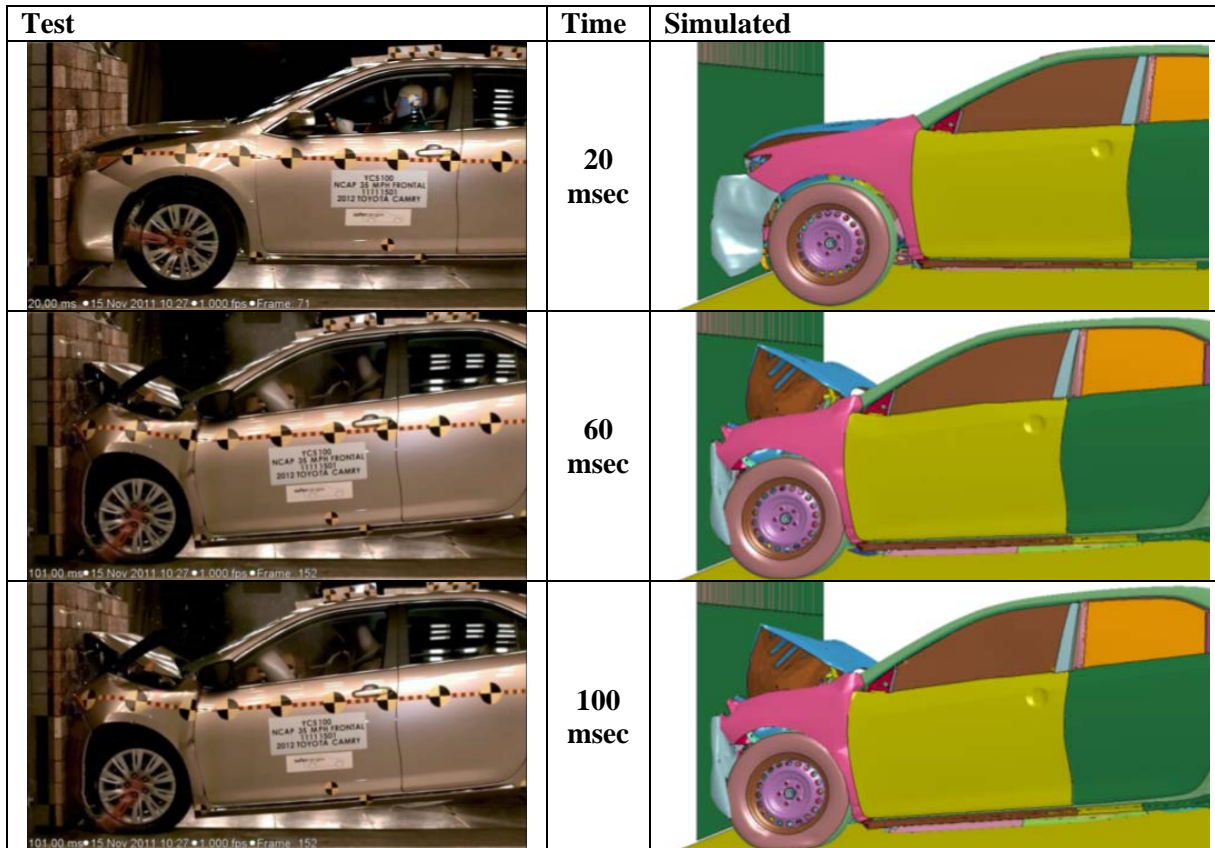 Test Time Simulated
YCS100
NCAP 35 MPH FRONTAL
11111501
2012 TOYOTA CAMRY
20.00 ms ●15 Nov 2011 10:27●1,000 fps●Frame: 71
20
msec
YCS100
NCAP 35 MPH FRONTAL
11111501
2012 TOYOTA CAMRY
101.00 ms●15 Nov 2011 10:27●1,000 fps●Frame: 152
60
msec
YCS100
NCAP 35 MPH FRONTAL
11111501
2012 TOYOTA CAMRY
101.00 ms●15 Nov 2011 10:27●1,000 fps●Frame: 152
100
msec